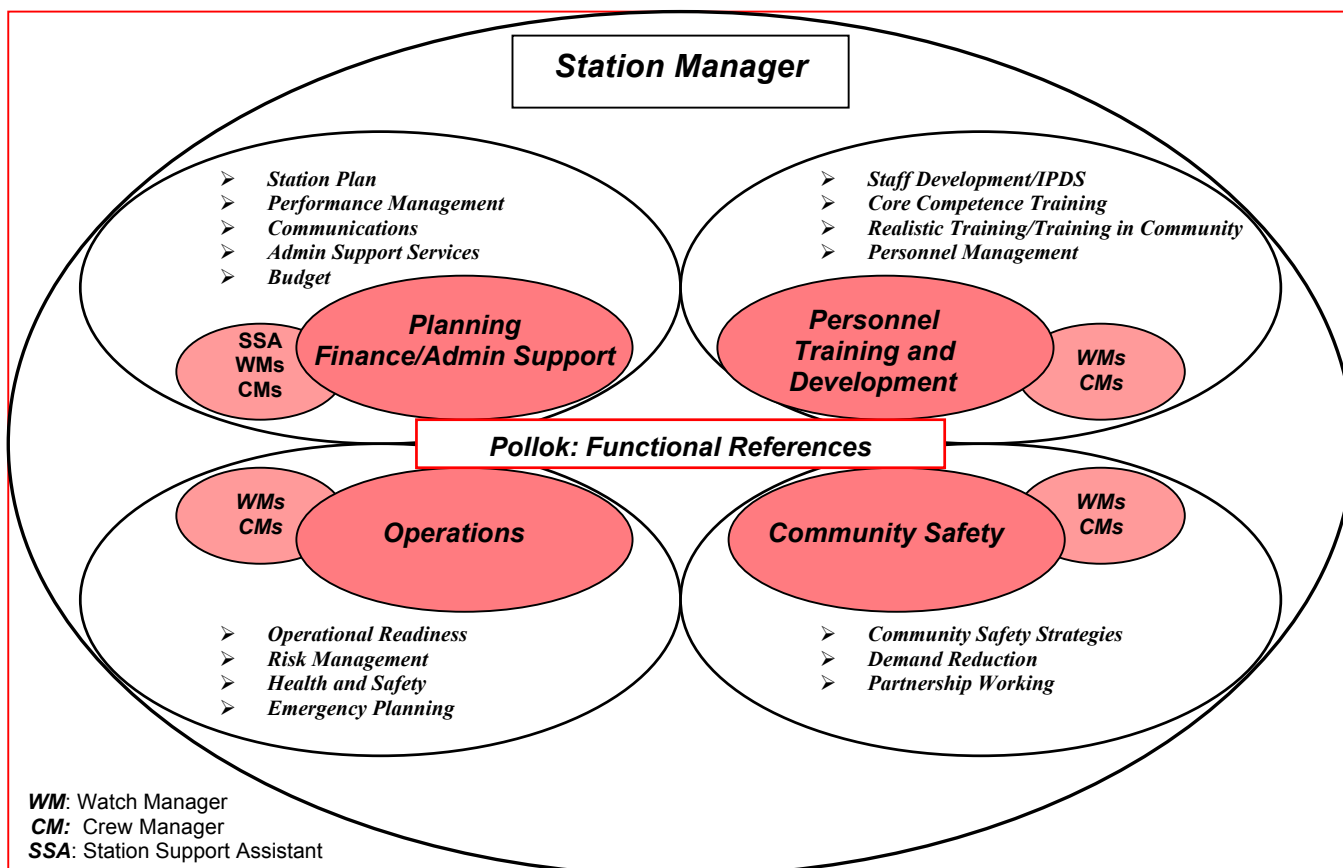 Station Manager
➢ Station Plan
➢ Performance Management
➢ Communications
➢ Admin Support Services
➢ Budget
Planning
Finance/Admin Support
SSA
WMs
CMs
➢ Staff Development/IPDS
➢ Core Competence Training
➢ Realistic Training/Training in Community
➢ Personnel Management
Personnel
Training and
Development
WMs
CMs
Pollok: Functional References
WMs
CMs
Operations
➢ Operational Readiness
➢ Risk Management
➢ Health and Safety
➢ Emergency Planning
Community Safety
WMs
CMs
➢ Community Safety Strategies
➢ Demand Reduction
➢ Partnership Working
WM: Watch Manager
CM: Crew Manager
SSA: Station Support Assistant